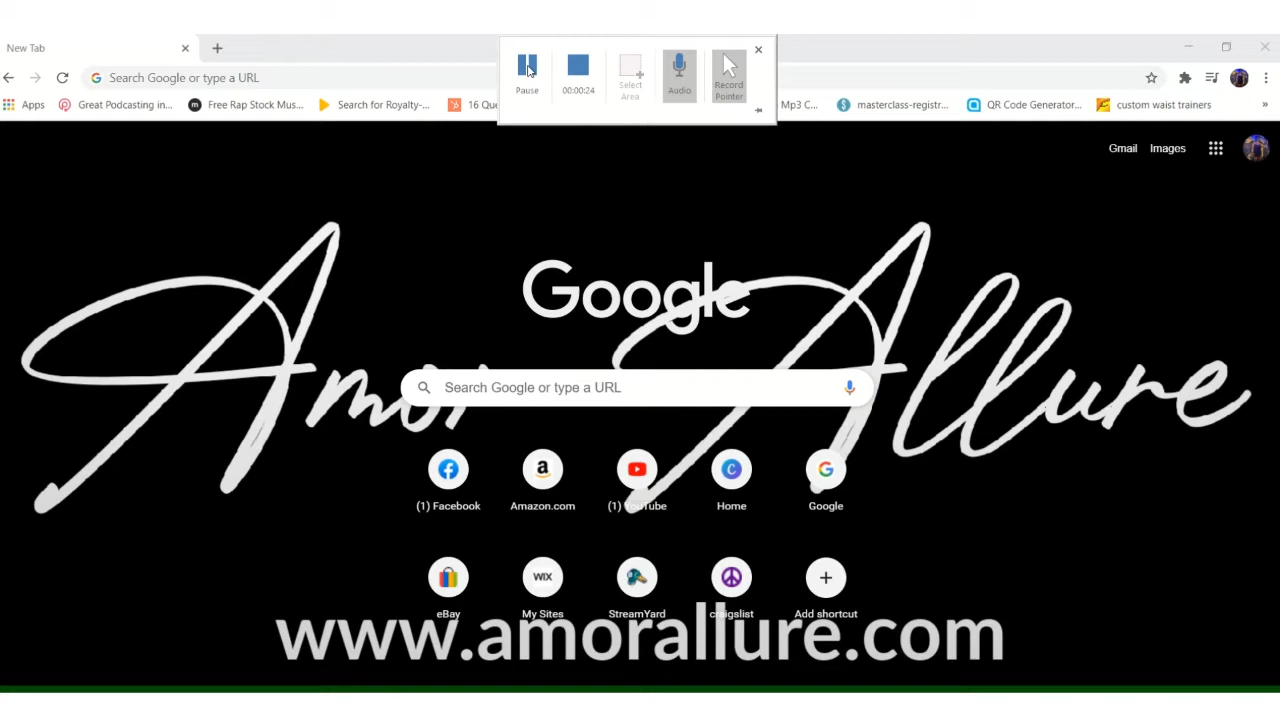 New Tab
Search Google or type a URL
Apps
Great Podcasting in...
Free Rap Stock Mus...
Search for Royalty-...
16 Que
Mp3 C...
masterclass-registr...
QR Code Generator...
custom waist trainers
»
Pause
00:00:24
Select
Area
Audio
Record
Pointer
Gmail
Images
Amor Allure
Google
Search Google or type a URL
(1) Facebook
Amazon.com
(1) YouTube
Home
Google
WIX
eBay
My Sites
StreamYard
craigslist
Add shortcut
www.amorallure.com